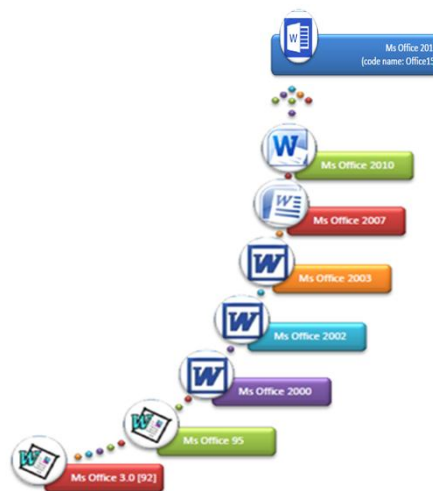 Ms Office 201
(code name: Office15
Ms Office 2010
Ms Office 2007
Ms Office 2003
Ms Office 2002
Ms Office 2000
Ms Office 95
Ms Office 3.0 [92]